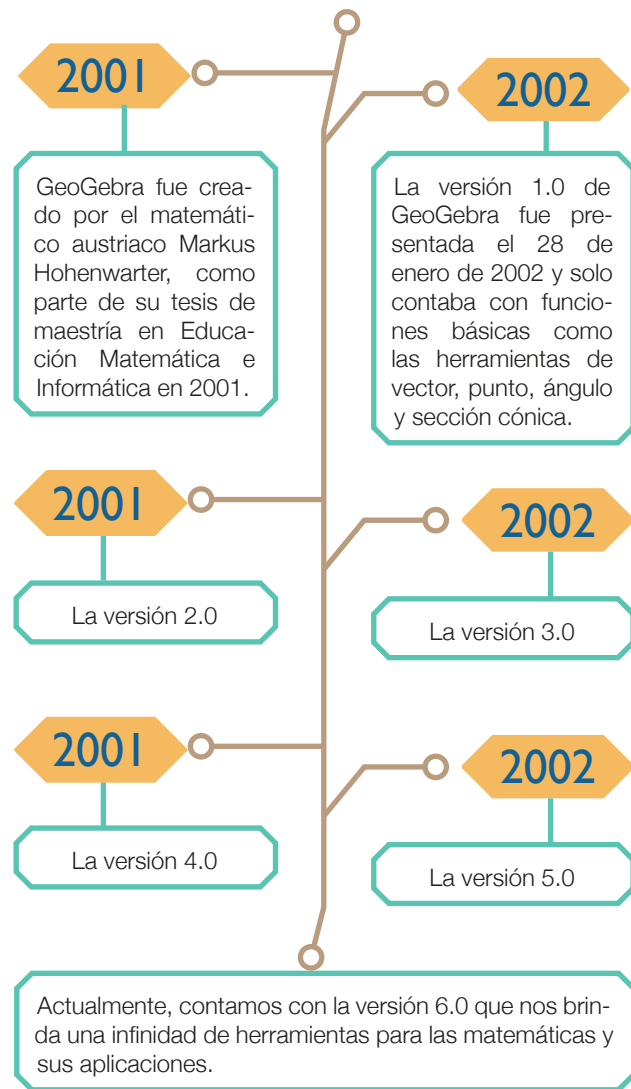 2001
GeoGebra fue crea-
do por el matemáti-
co austriaco Markus
Hohenwarter, como
parte de su tesis de
maestría en Educa-
ción Matemática e
Informática en 2001.
2002
La versión 1.0 de
GeoGebra fue pre-
sentada el 28 de
enero de 2002 y solo
contaba con funcio-
nes básicas como
las herramientas de
vector, punto, ángulo
y sección cónica.
2001
La versión 2.0
2002
La versión 3.0
2001
La versión 4.0
2002
La versión 5.0
Actualmente, contamos con la versión 6.0 que nos brin-
da una infinidad de herramientas para las matemáticas y
sus aplicaciones.